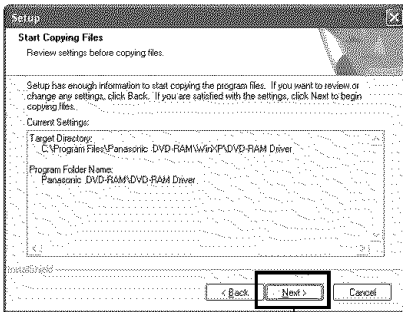 Setup
Start Copying Files
Review settings before copying files.
Setup has enough information to start copying the program files. If you want to review or
change any settings, click Back. If you are satisfied with the settings, click Next to begin
copying files.
Current Settings:
Target Directory:
C:\Program Files\Panasonic DVD-RAM\WinXP\DVD-RAM Driver
Program Folder Name:
Panasonic DVD-RAM\DVD-RAM Driver
InstallShield
< Back
Next >
Cancel